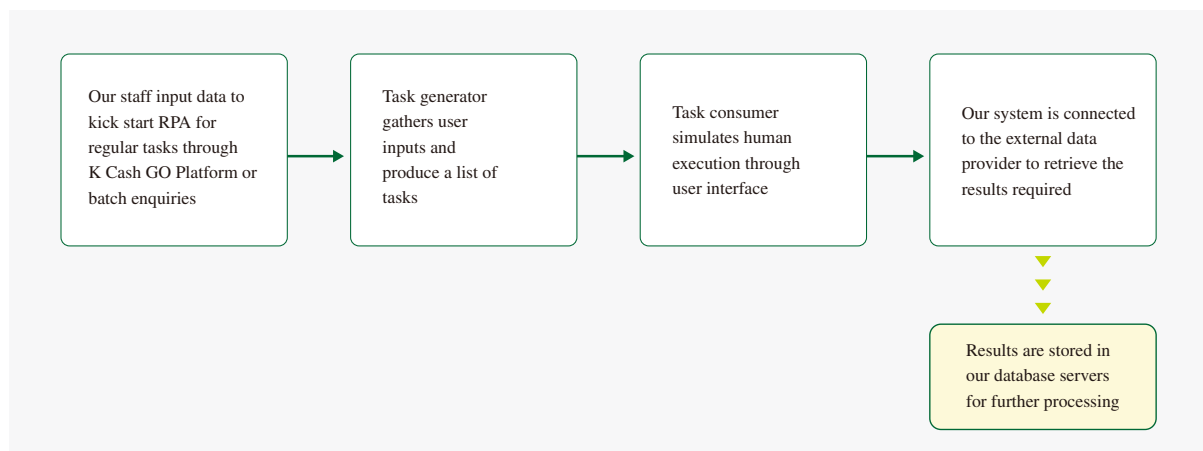 Our staff input data to
kick start RPA for
regular tasks through
K Cash GO Platform or
batch enquiries
Task generator
gathers user
inputs and
produce a list of
tasks
Task consumer
simulates human
execution through
user interface
Our system is connected
to the external data
provider to retrieve the
results required
Results are stored in
our database servers
for further processing